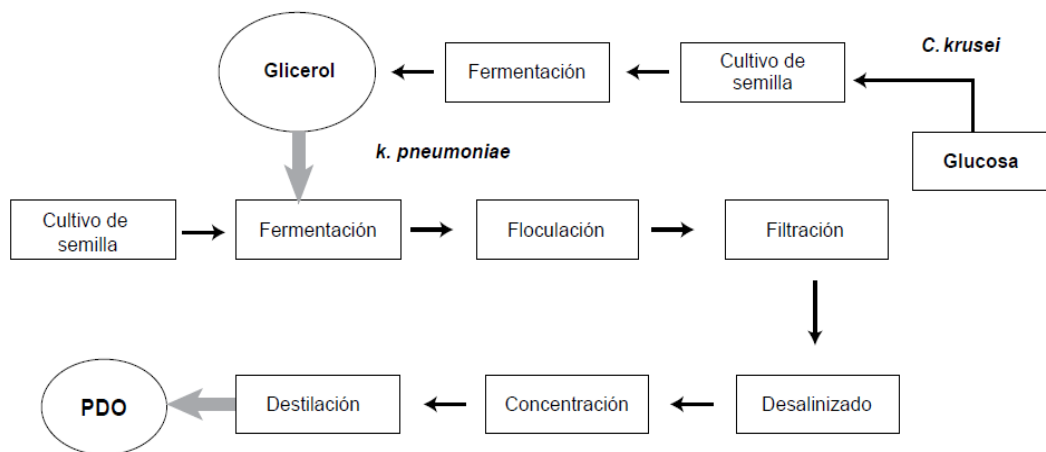 C. krusei
Glicerol
Fermentación
Cultivo de
semilla
k. pneumoniae
Glucosa
Cultivo de
semilla
Fermentación
Floculación
Filtración
PDO
Destilación
Concentración
Desalinizado